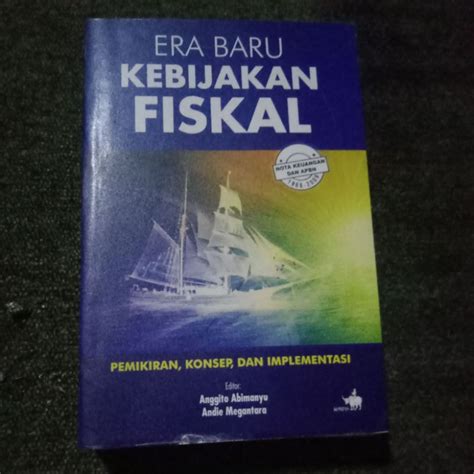 ERA BARU
KEBIJAKAN
FISKAL
NOTA KEUANGAN
DAN APBN
PEMIKIRAN, KONSEP, DAN IMPLEMENTASI
Editor:
Anggito Abimanyu
Andie Megantara